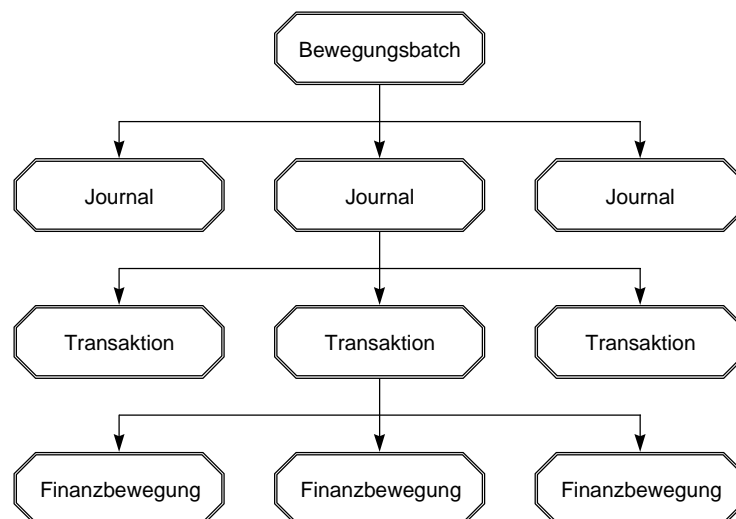 Bewegungsbatch
Journal
Journal
Journal
Transaktion
Transaktion
Transaktion
Finanzbewegung
Finanzbewegung
Finanzbewegung